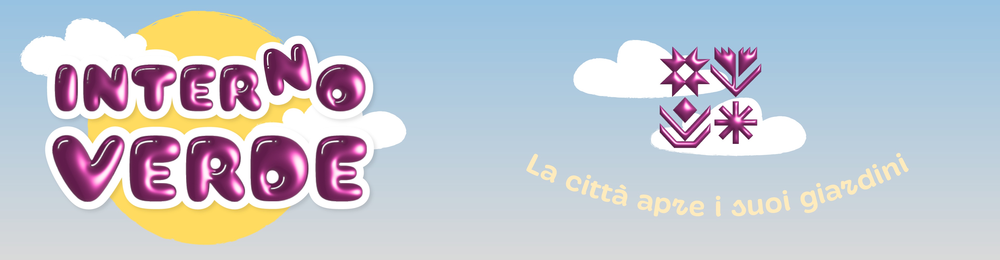 INTERNO
VERDE
La città apre i suoi giardini